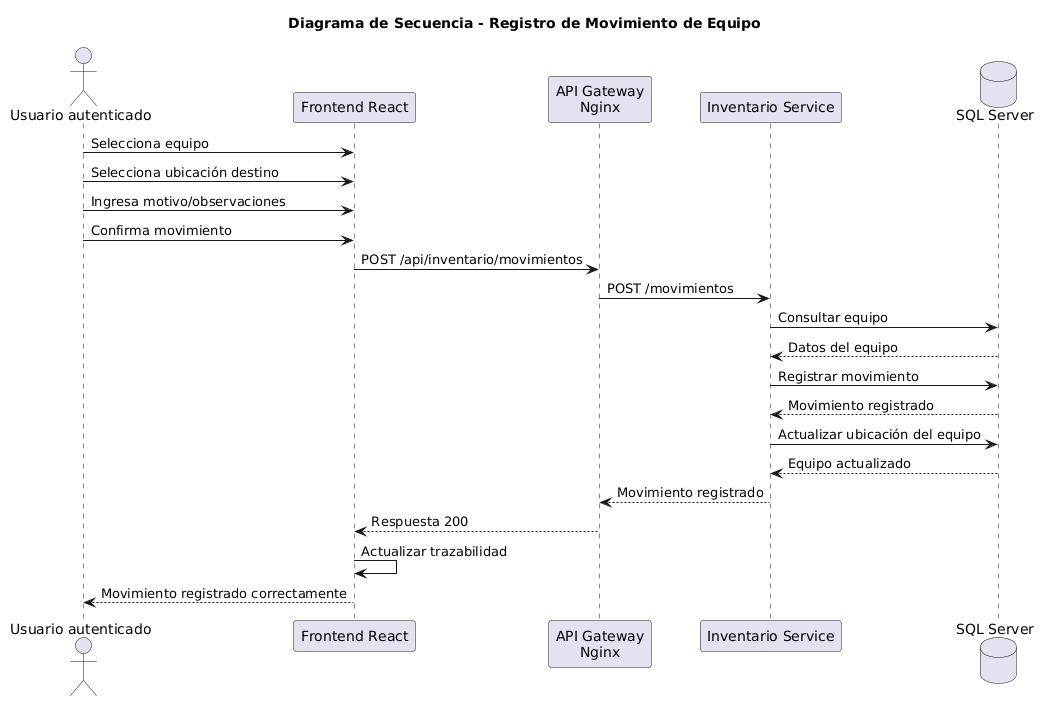 Diagrama de Secuencia - Registro de Movimiento de Equipo
Usuario autenticado
Frontend React
API Gateway
Nginx
Inventario Service
SQL Server
Selecciona equipo
Selecciona ubicación destino
Ingresa motivo/observaciones
Confirma movimiento
POST /api/inventario/movimientos
POST /movimientos
Consultar equipo
Datos del equipo
Registrar movimiento
Movimiento registrado
Actualizar ubicación del equipo
Equipo actualizado
Movimiento registrado
Respuesta 200
Actualizar trazabilidad
Movimiento registrado correctamente
Usuario autenticado
Frontend React
API Gateway
Nginx
Inventario Service
SQL Server